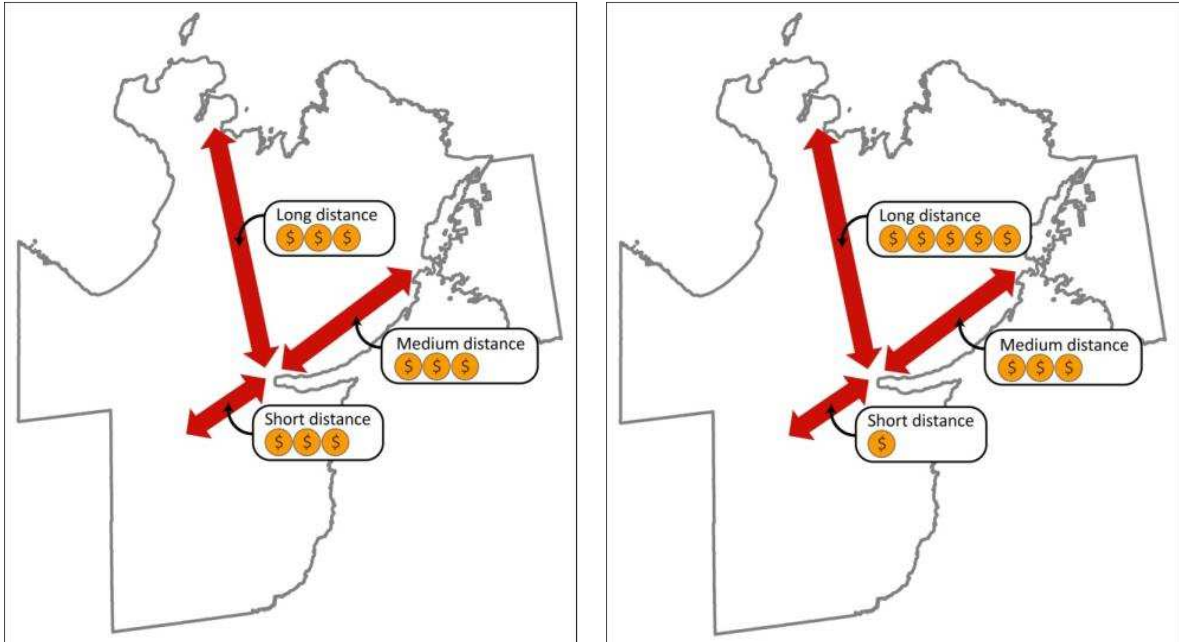 Long distance
$ $ $
Medium distance
$ $ $
Short distance
$ $ $
Long distance
$ $ $ $ $
Medium distance
$ $ $
Short distance
$